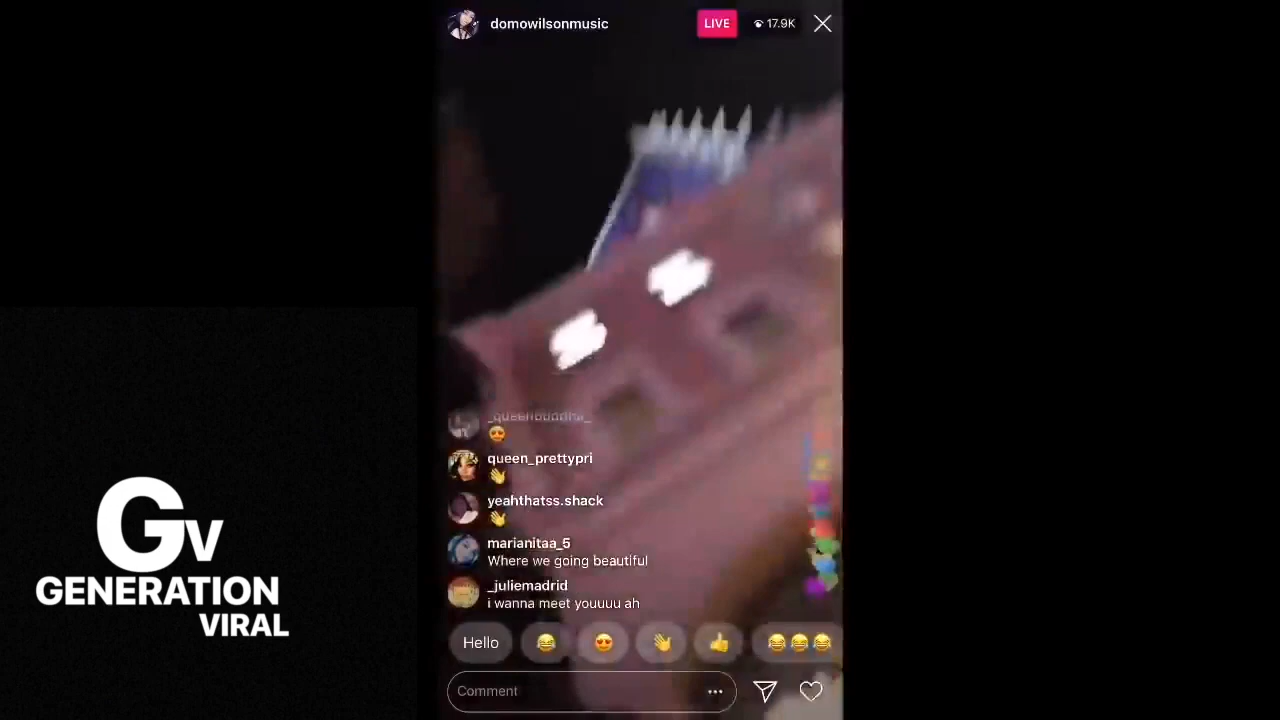 domowilsonmusic
LIVE
17.9K
😍
queen_prettypri
👋
yeahthatss.shack
👋
marianitaa_5
Where we going beautiful
_juliemadrid
i wanna meet youuuu ah
Hello 😂 😍 👋 👍 😂😂😂
Comment
GV
GENERATION
VIRAL